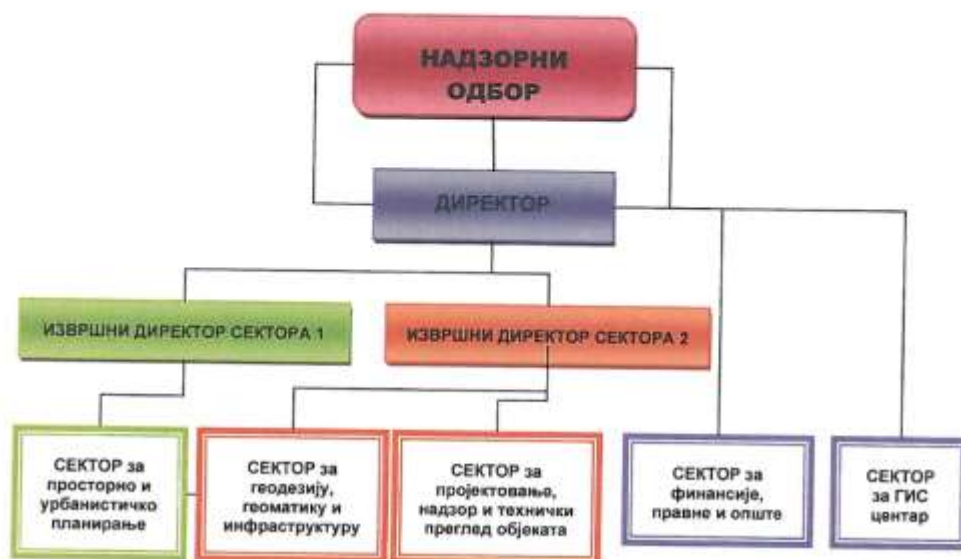 НАДЗОРНИ
ОДБОР
ДИРЕКТОР
ИЗВРШНИ ДИРЕКТОР СЕКТОРА 1
ИЗВРШНИ ДИРЕКТОР СЕКТОРА 2
СЕКТОР за
просторно и
урбанистичко
планирање
СЕКТОР за
геодезију,
геоматику и
инфраструктуру
СЕКТОР за
пројектовање,
надзор и технички
преглед објеката
СЕКТОР за
финансије,
правне и опште
СЕКТОР
за ГИС
центар